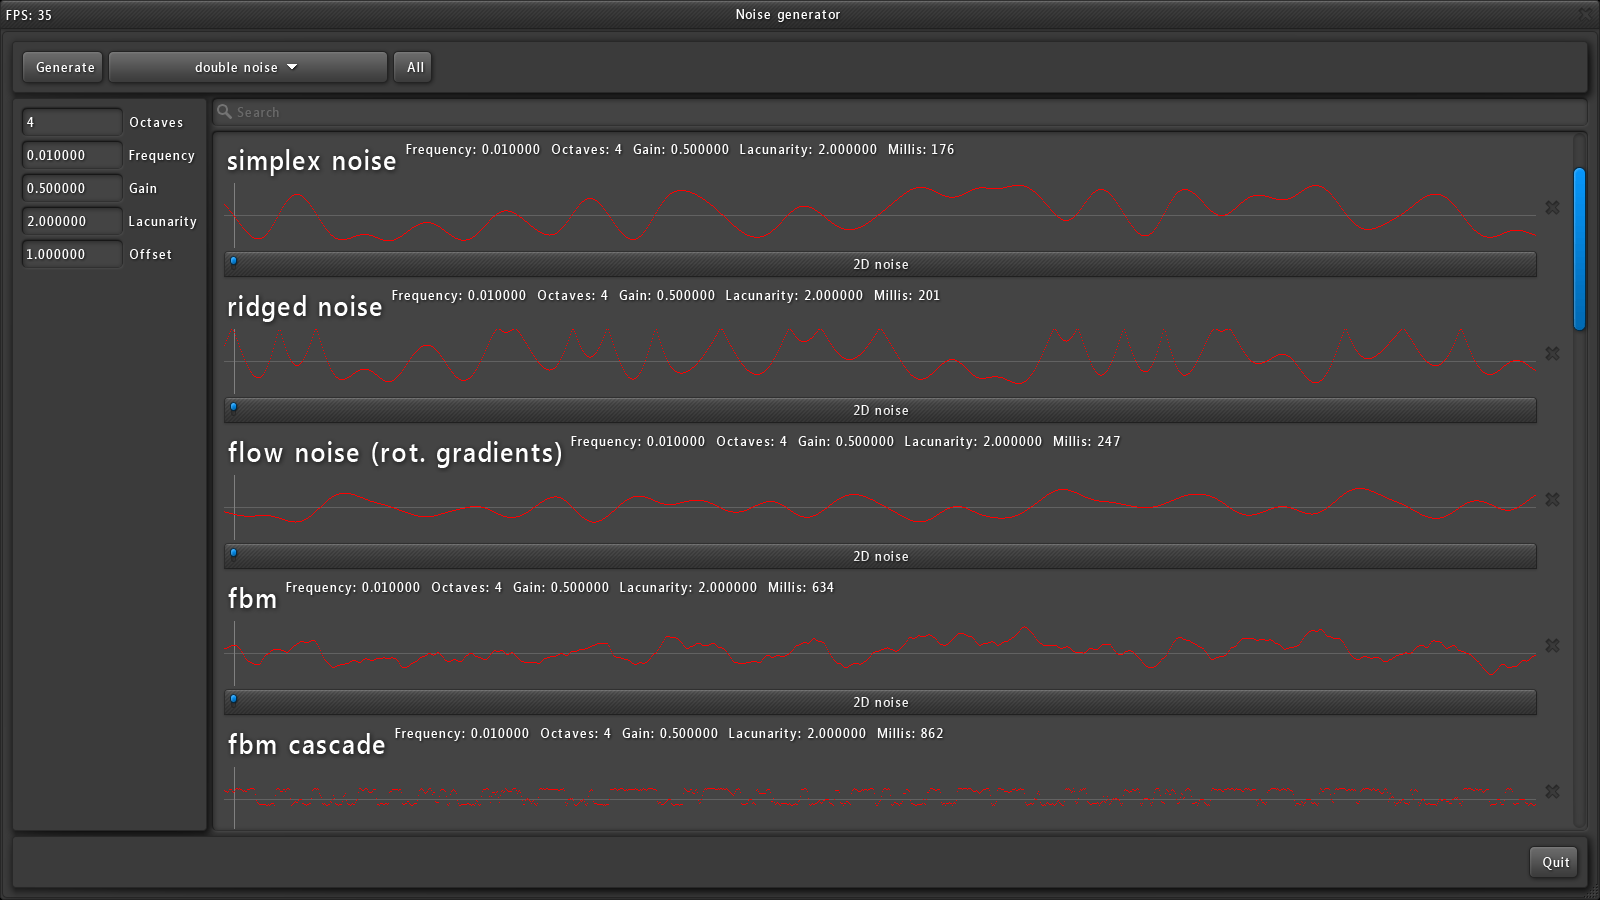 FPS: 35
Noise generator
Generate
double noise
All
4 Octaves
0.010000 Frequency
0.500000 Gain
2.000000 Lacunarity
1.000000 Offset
Search
simplex noise Frequency: 0.010000 Octaves: 4 Gain: 0.500000 Lacunarity: 2.000000 Millis: 176
2D noise
ridged noise Frequency: 0.010000 Octaves: 4 Gain: 0.500000 Lacunarity: 2.000000 Millis: 201
2D noise
flow noise (rot. gradients) Frequency: 0.010000 Octaves: 4 Gain: 0.500000 Lacunarity: 2.000000 Millis: 247
2D noise
fbm Frequency: 0.010000 Octaves: 4 Gain: 0.500000 Lacunarity: 2.000000 Millis: 634
2D noise
fbm cascade Frequency: 0.010000 Octaves: 4 Gain: 0.500000 Lacunarity: 2.000000 Millis: 862
Quit